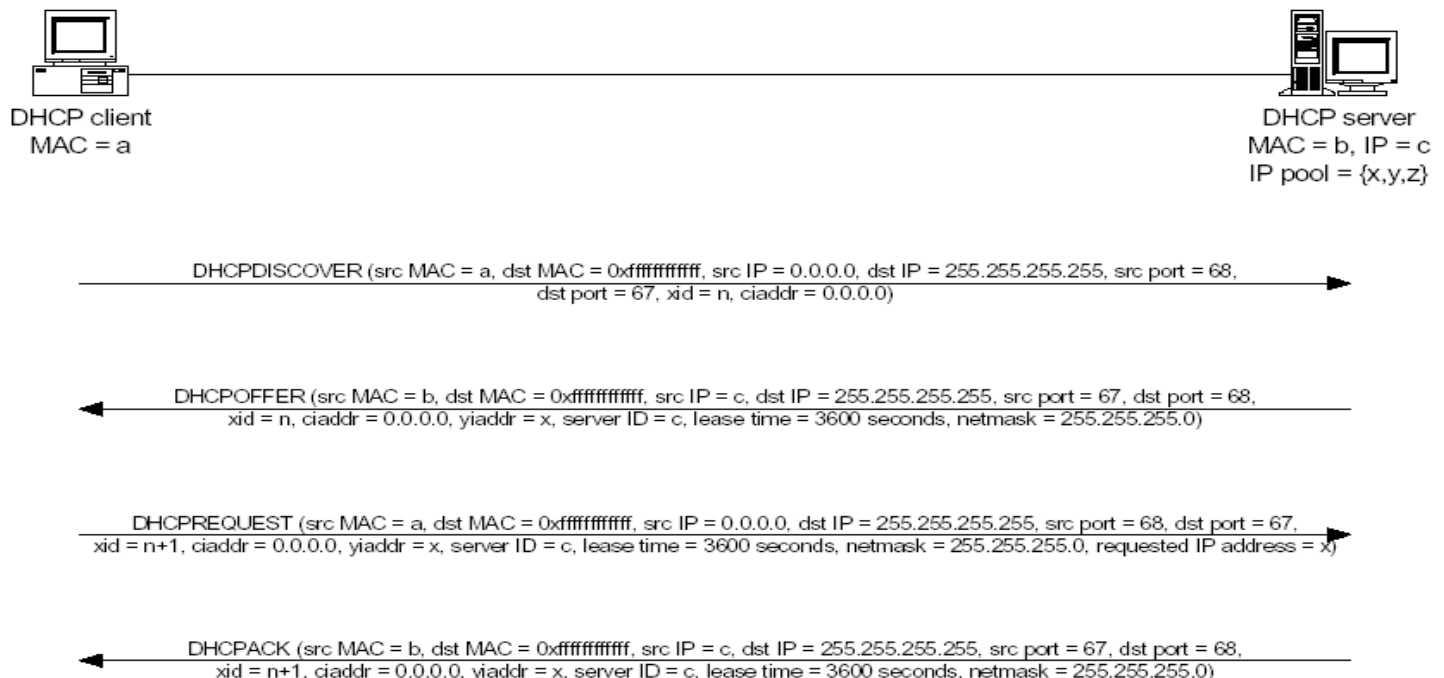 DHCP client
MAC = a
DHCP server
MAC = b, IP = c
IP pool = {x,y,z}
DHCPDISCOVER (src MAC = a, dst MAC = 0xffffffffffff, src IP = 0.0.0.0, dst IP = 255.255.255.255, src port = 68,
dst port = 67, xid = n, ciaddr = 0.0.0.0)
DHCPOFFER (src MAC = b, dst MAC = 0xffffffffffff, src IP = c, dst IP = 255.255.255.255, src port = 67, dst port = 68,
xid = n, ciaddr = 0.0.0.0, yiaddr = x, server ID = c, lease time = 3600 seconds, netmask = 255.255.255.0)
DHCPREQUEST (src MAC = a, dst MAC = 0xffffffffffff, src IP = 0.0.0.0, dst IP = 255.255.255.255, src port = 68, dst port = 67,
xid = n+1, ciaddr = 0.0.0.0, yiaddr = x, server ID = c, lease time = 3600 seconds, netmask = 255.255.255.0, requested IP address = x)
DHCPACK (src MAC = b, dst MAC = 0xffffffffffff, src IP = c, dst IP = 255.255.255.255, src port = 67, dst port = 68,
xid = n+1, ciaddr = 0.0.0.0, yiaddr = x, server ID = c, lease time = 3600 seconds, netmask = 255.255.255.0)